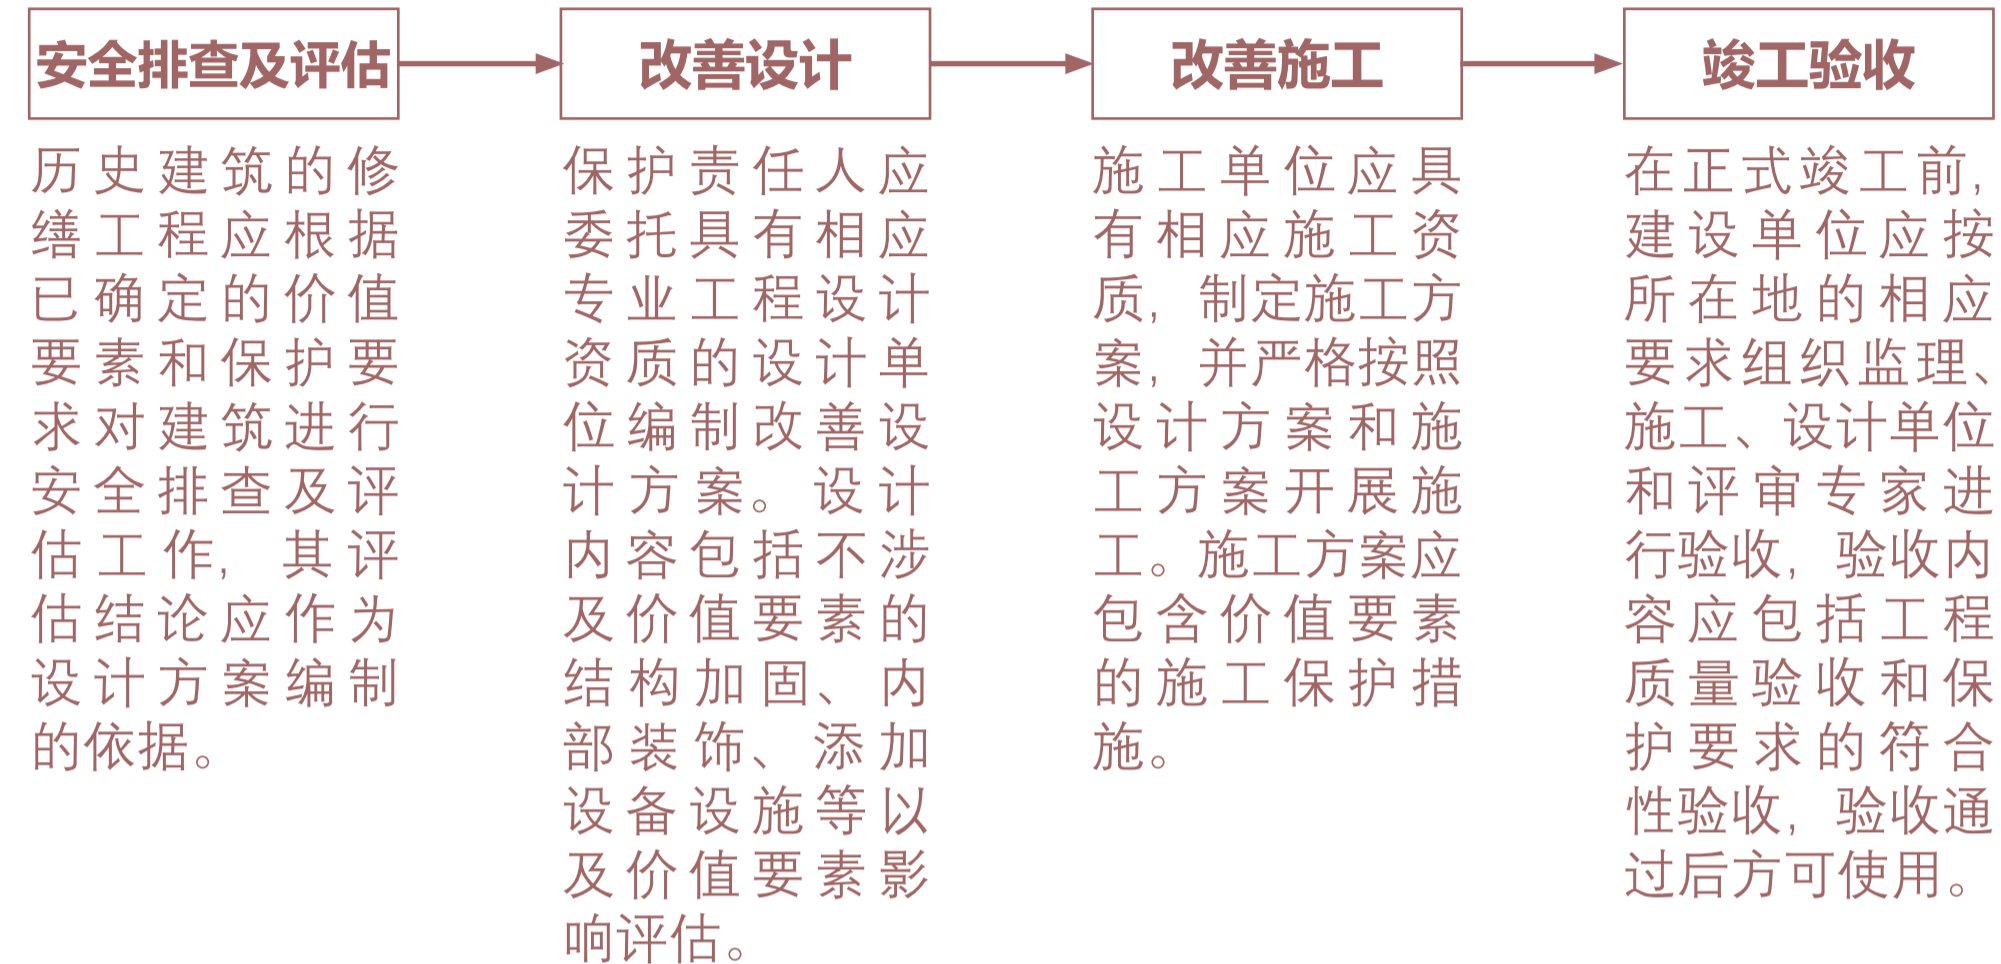 安全排查及评估
历史建筑的修
缮工程应根据
已确定的价值
要素和保护要
求对建筑进行
安全排查及评
估工作，其评
估结论应作为
设计方案编制
的依据。
改善设计
保护责任人应
委托具有相应
专业工程设计
资质的设计单
位编制改善设
计方案。设计
内容包括不涉
及价值要素的
结构加固、内
部装饰、添加
设备设施等以
及价值要素影
响评估。
改善施工
施工单位应具
有相应施工资
质，制定施工方
案，并严格按照
设计方案和施
工方案开展施
工。施工方案应
包含价值要素
的施工保护措
施。
竣工验收
在正式竣工前，
建设单位应按
所在地的相应
要求组织监理、
施工、设计单位
和评审专家进
行验收，验收内
容应包括工程
质量验收和保
护要求的符合
性验收，验收通
过后方可使用。